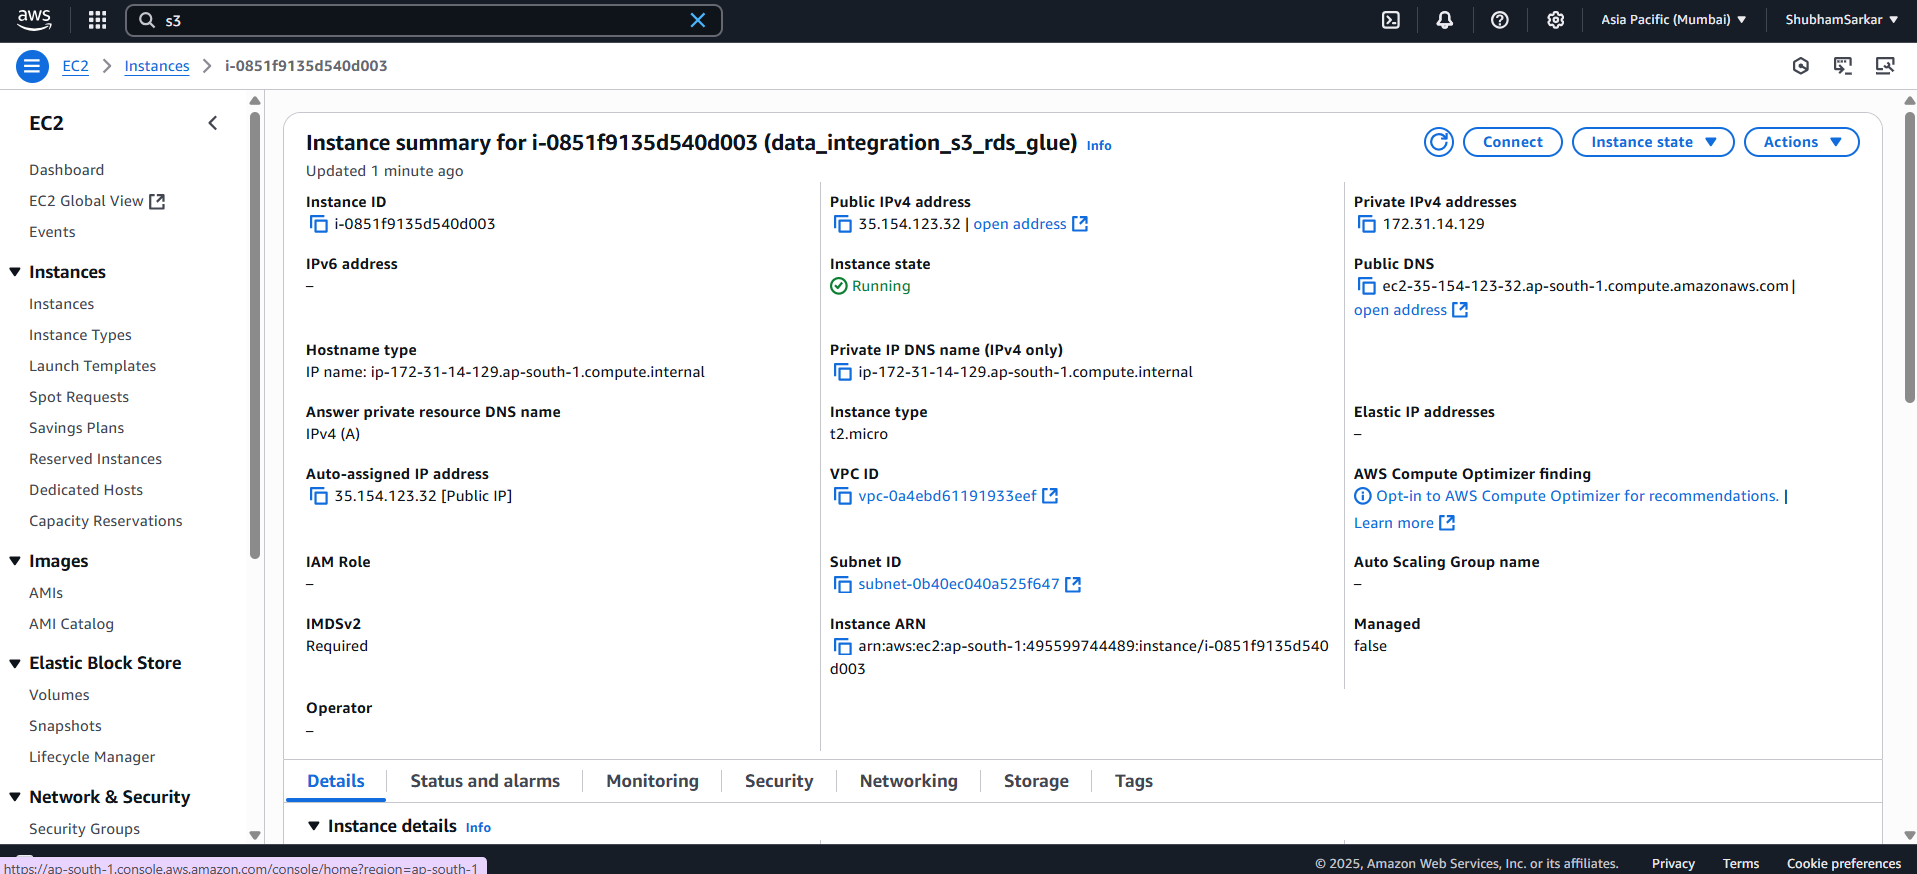 aws
s3
Asia Pacific (Mumbai)
ShubhamSarkar
EC2
Instances
i-0851f9135d540d003
EC2
Dashboard
EC2 Global View
Events
Instances
Instances
Instance Types
Launch Templates
Spot Requests
Savings Plans
Reserved Instances
Dedicated Hosts
Capacity Reservations
Images
AMIs
AMI Catalog
Elastic Block Store
Volumes
Snapshots
Lifecycle Manager
Network & Security
Security Groups
Instance summary for i-0851f9135d540d003 (data_integration_s3_rds_glue) Info
Updated 1 minute ago
Connect
Instance state
Actions
Instance ID
i-0851f9135d540d003
Public IPv4 address
35.154.123.32 | open address
Private IPv4 addresses
172.31.14.129
IPv6 address
–
Instance state
Running
Public DNS
ec2-35-154-123-32.ap-south-1.compute.amazonaws.com |
open address
Hostname type
IP name: ip-172-31-14-129.ap-south-1.compute.internal
Private IP DNS name (IPv4 only)
ip-172-31-14-129.ap-south-1.compute.internal
Answer private resource DNS name
IPv4 (A)
Instance type
t2.micro
Elastic IP addresses
–
Auto-assigned IP address
35.154.123.32 [Public IP]
VPC ID
vpc-0a4ebd61191933eef
AWS Compute Optimizer finding
Opt-in to AWS Compute Optimizer for recommendations. |
Learn more
IAM Role
–
Subnet ID
subnet-0b40ec040a525f647
Auto Scaling Group name
–
IMDSv2
Required
Instance ARN
arn:aws:ec2:ap-south-1:495599744489:instance/i-0851f9135d540
d003
Managed
false
Operator
–
Details
Status and alarms
Monitoring
Security
Networking
Storage
Tags
Instance details Info
https://ap-south-1.console.aws.amazon.com/console/home?region=ap-south-1
© 2025, Amazon Web Services, Inc. or its affiliates.
Privacy
Terms
Cookie preferences